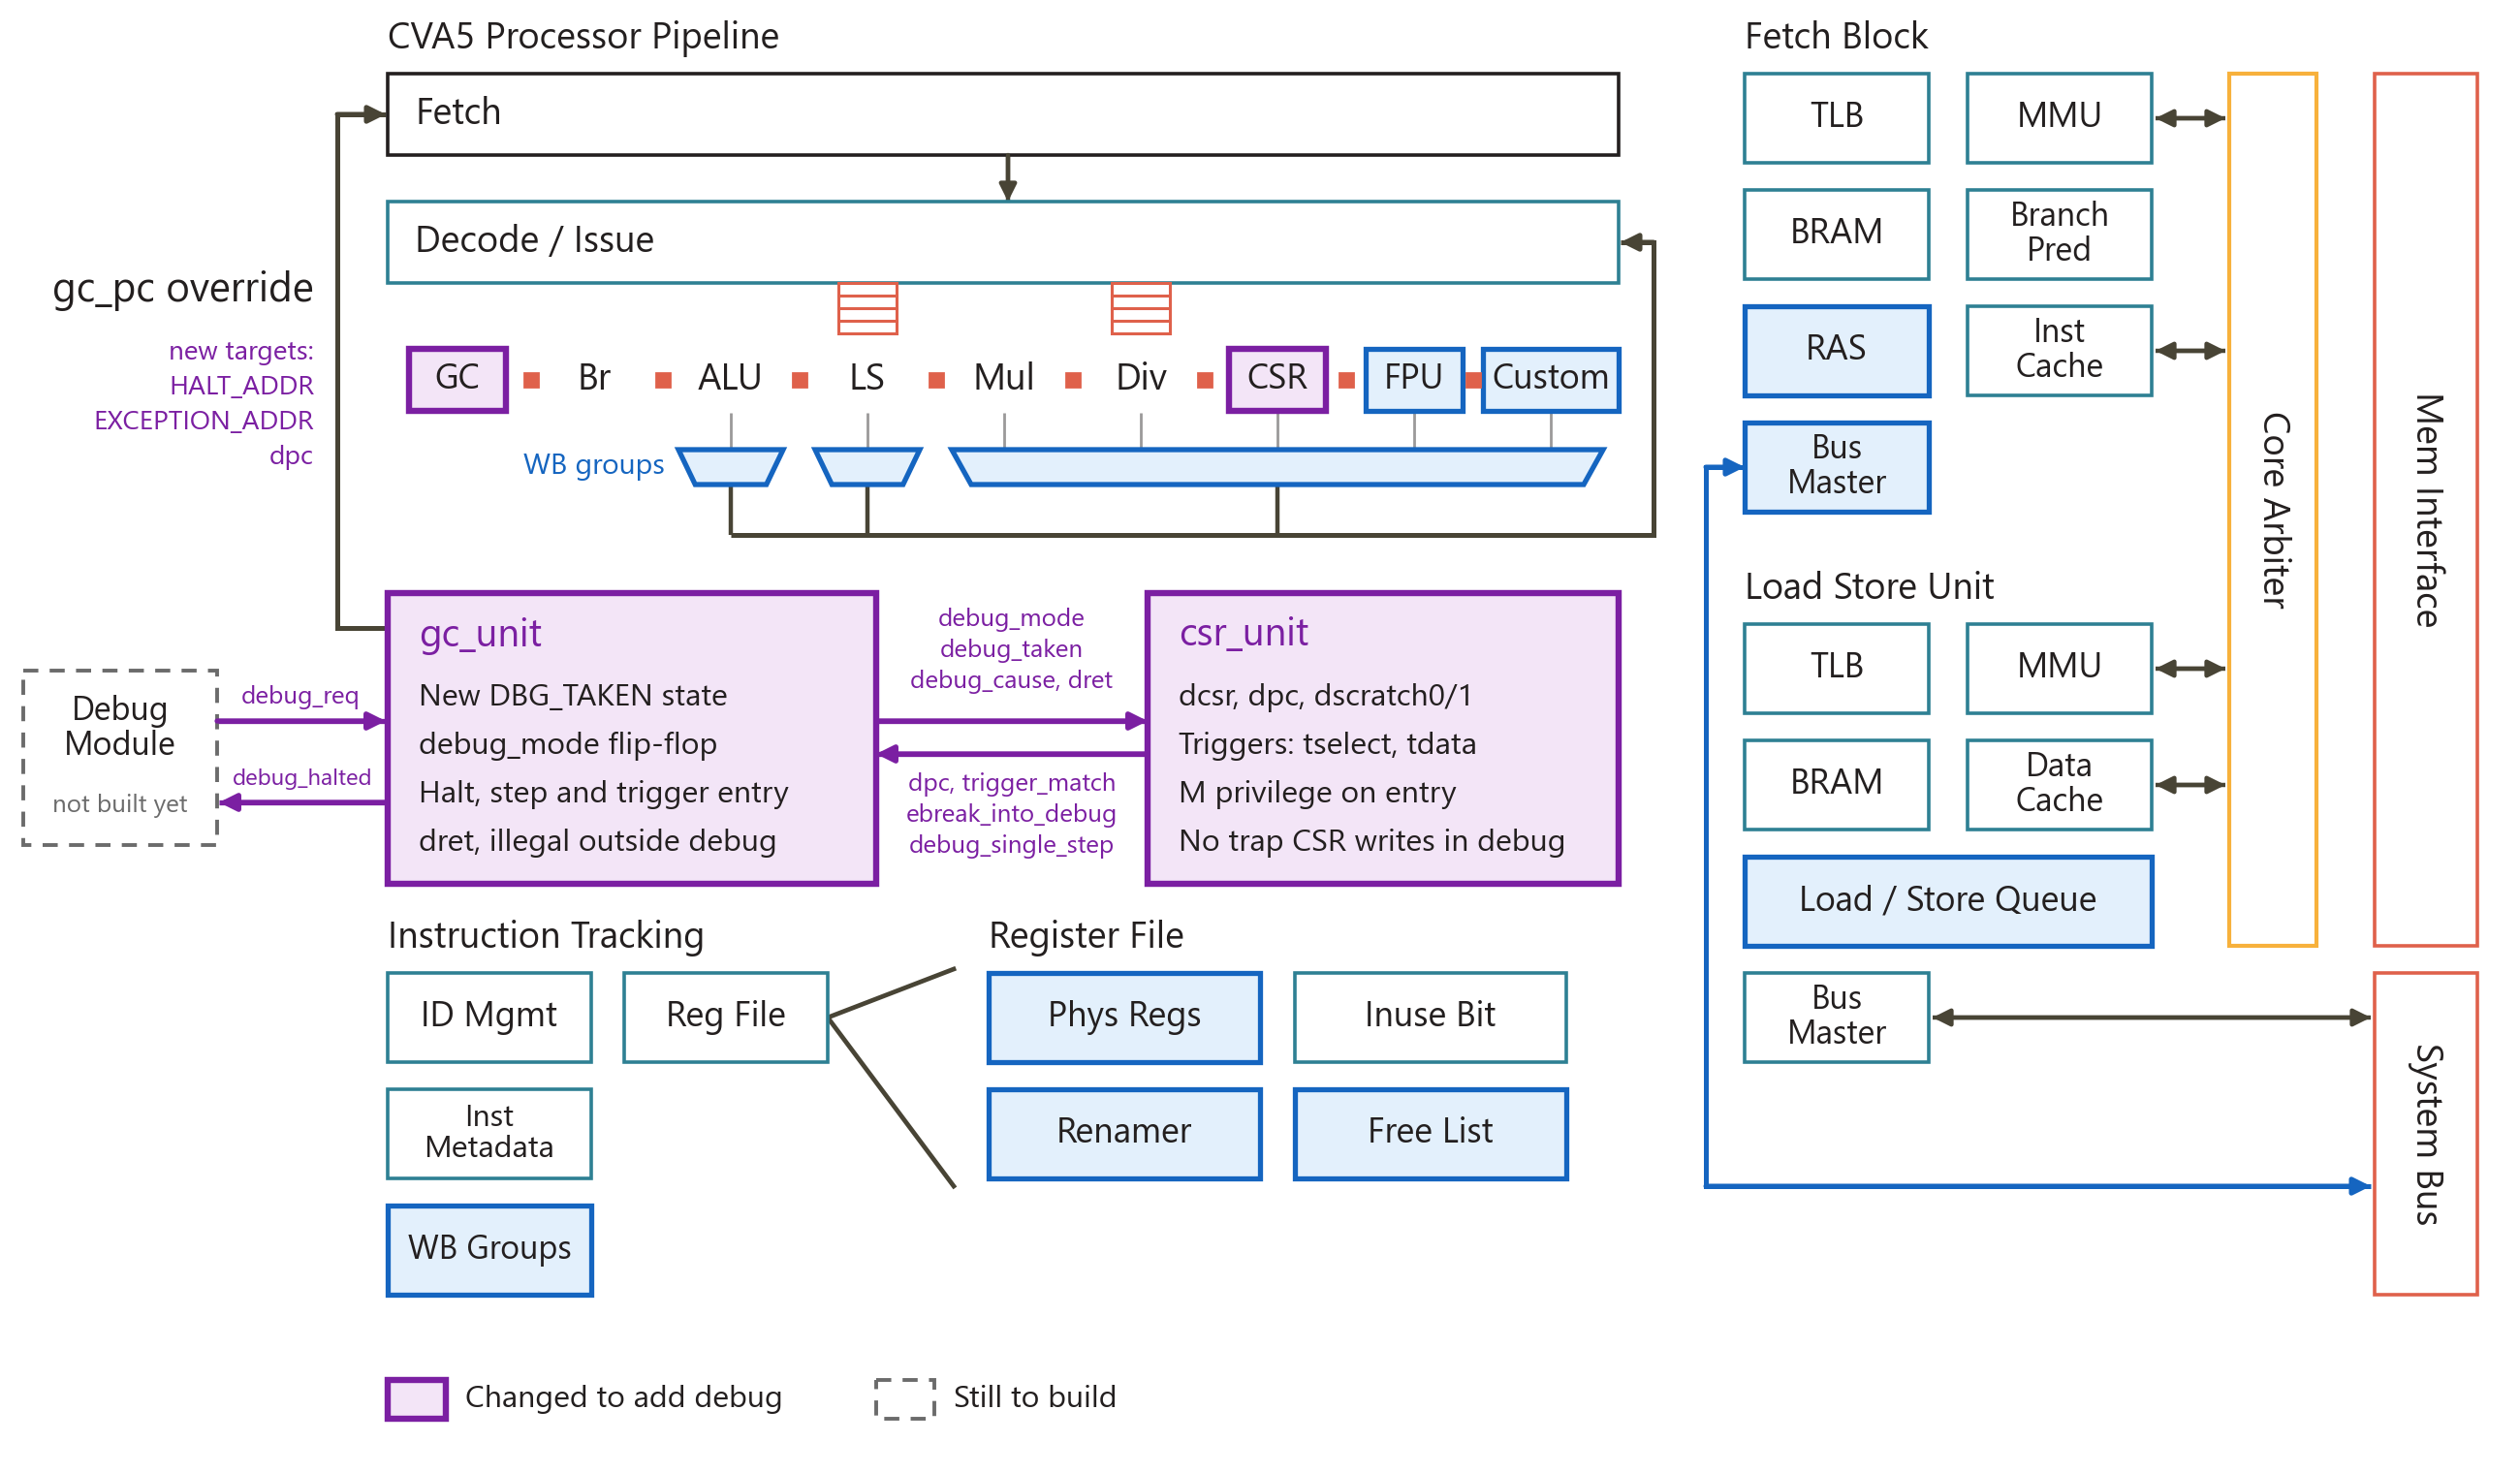 CVA5 Processor Pipeline
Fetch
Decode / Issue
gc_pc override
new targets:
HALT_ADDR
EXCEPTION_ADDR
dpc
GC
Br
ALU
LS
Mul
Div
CSR
FPU
Custom
WB groups
gc_unit
New DBG_TAKEN state
debug_mode flip-flop
Halt, step and trigger entry
dret, illegal outside debug
debug_mode
debug_taken
debug_cause, dret
dpc, trigger_match
ebreak_into_debug
debug_single_step
csr_unit
dcsr, dpc, dscratch0/1
Triggers: tselect, tdata
M privilege on entry
No trap CSR writes in debug
Debug
Module
not built yet
debug_req
debug_halted
Instruction Tracking
ID Mgmt
Reg File
Inst
Metadata
WB Groups
Register File
Phys Regs
Inuse Bit
Renamer
Free List
Fetch Block
TLB
MMU
BRAM
Branch
Pred
RAS
Inst
Cache
Bus
Master
Load Store Unit
TLB
MMU
BRAM
Data
Cache
Load / Store Queue
Bus
Master
Core Arbiter
Mem Interface
System Bus
Changed to add debug
Still to build